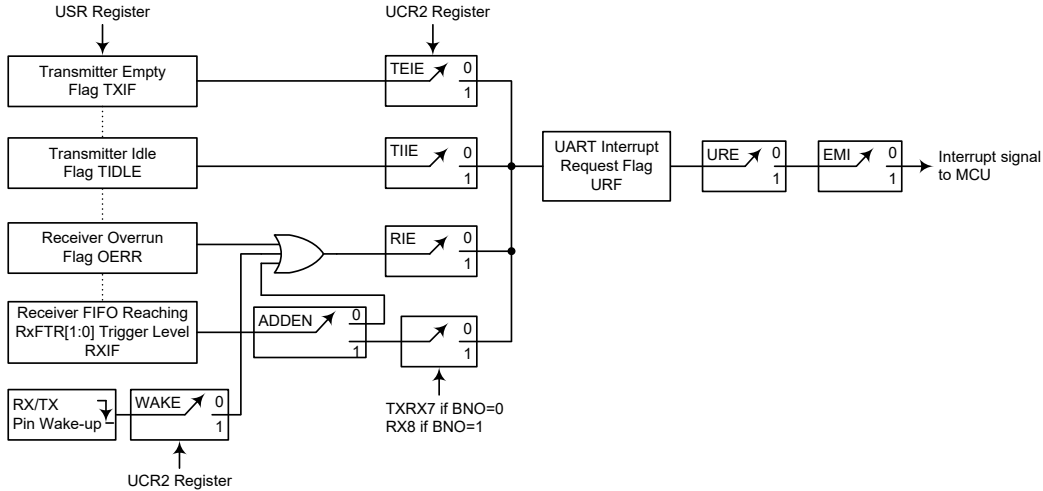 USR Register
UCR2 Register
Transmitter Empty
Flag TXIF
TEIE
0
1
Transmitter Idle
Flag TIDLE
TIIE
0
1
UART Interrupt
Request Flag
URF
URE
0
1
EMI
0
1
Interrupt signal
to MCU
Receiver Overrun
Flag OERR
RIE
0
1
Receiver FIFO Reaching
RxFTR[1:0] Trigger Level
RXIF
ADDEN
0
1
0
1
RX/TX
Pin Wake-up
WAKE
0
1
TXRX7 if BNO=0
RX8 if BNO=1
UCR2 Register